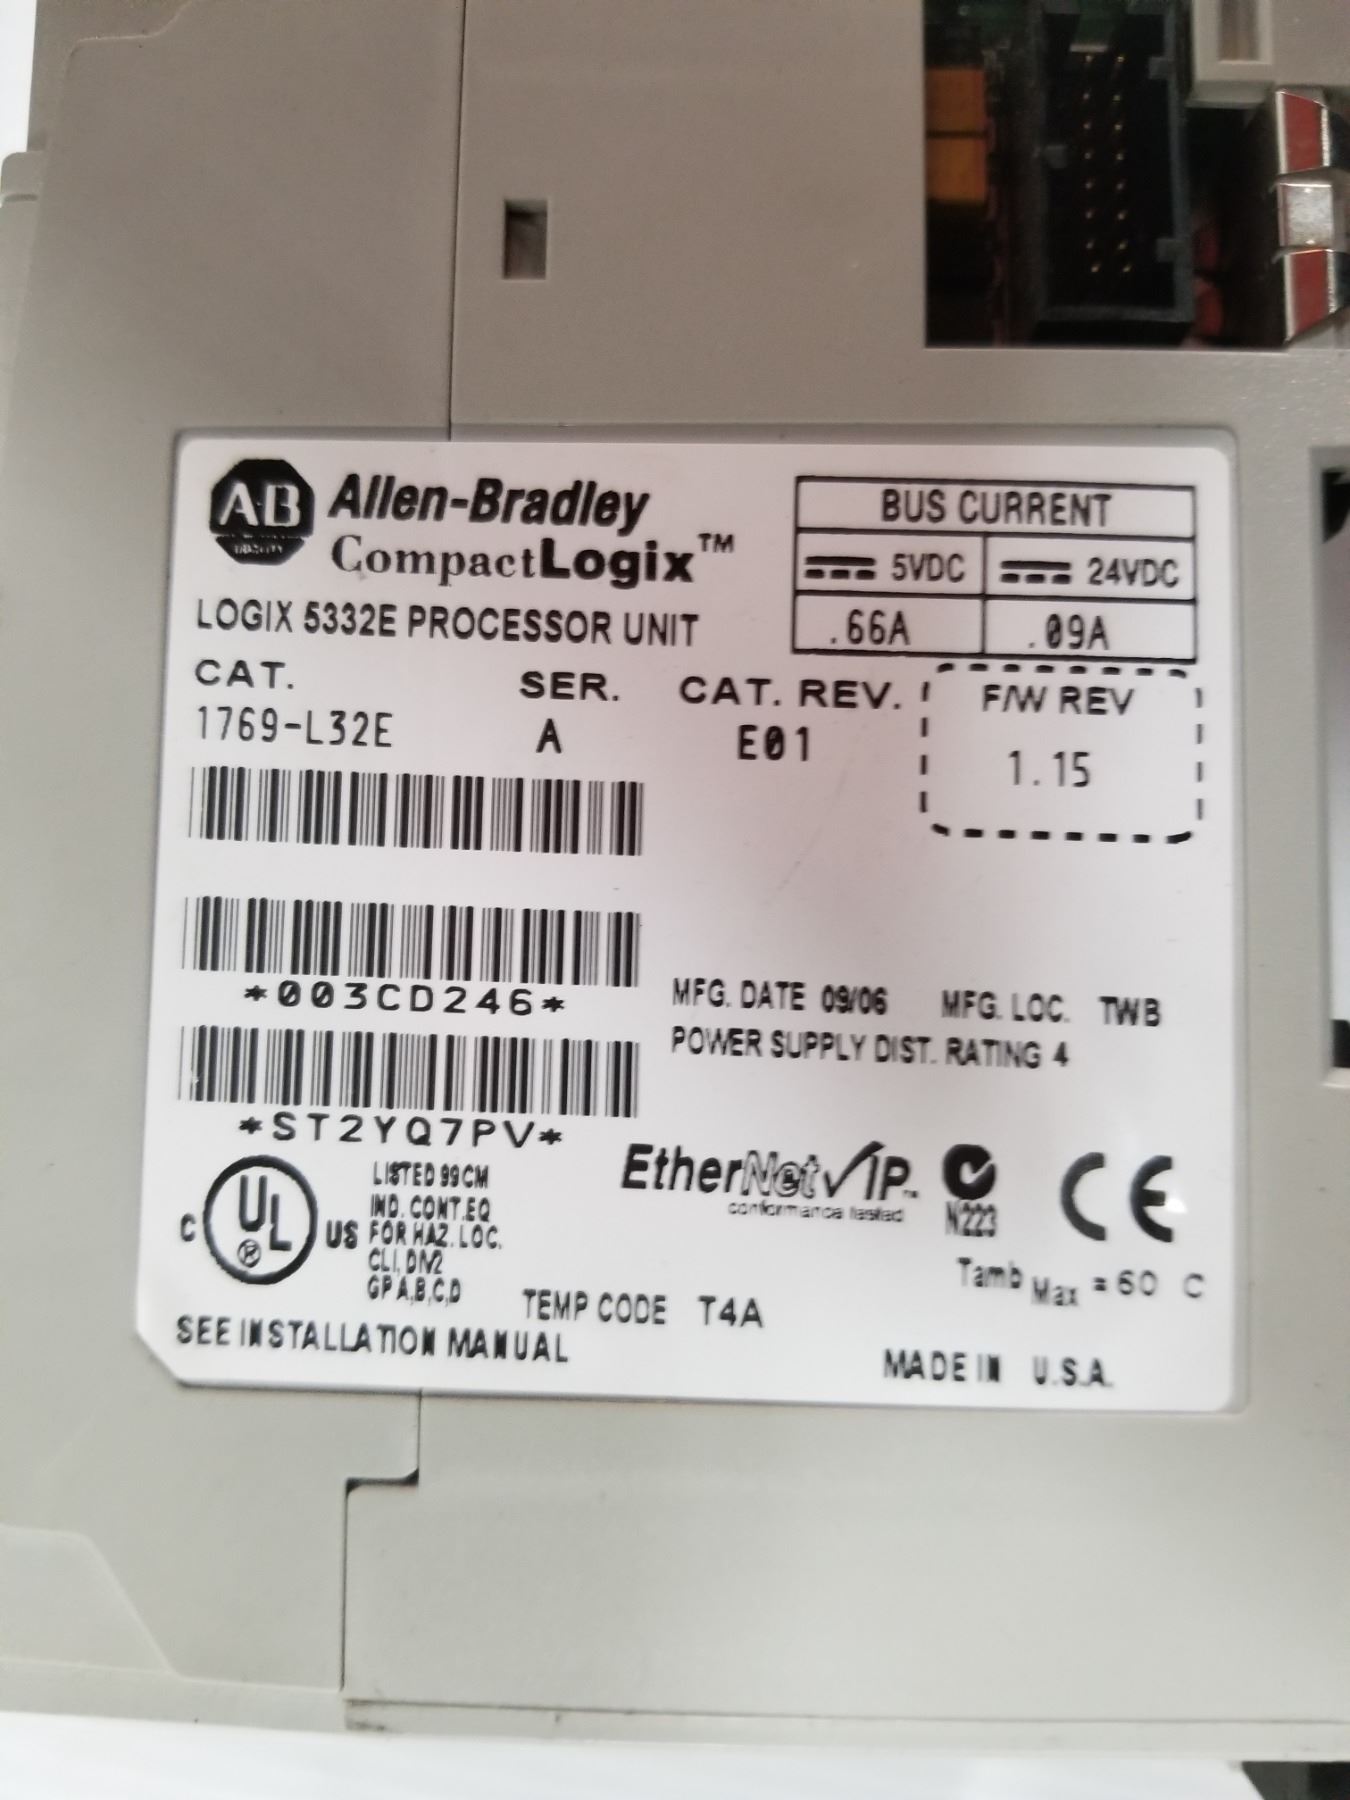 AB Allen-Bradley
CompactLogix™
LOGIX 5332E PROCESSOR UNIT
BUS CURRENT
5VDC 24VDC
.66A .09A
CAT. SER. CAT. REV. F/W REV
1769-L32E A E01 1.15
*003CD246*
MFG. DATE 09/06 MFG. LOC. TWB
POWER SUPPLY DIST. RATING 4
*ST2YQ7PV*
C UL ® US
LISTED 99CM
IND. CONT.EQ
FOR HAZ. LOC.
CLI, DIV2
GP A,B,C,D
EtherNet/IP™
conformance tested
N223
CE
TEMP CODE T4A
Tamb Max = 60 C
SEE INSTALLATION MANUAL
MADE IN U.S.A.